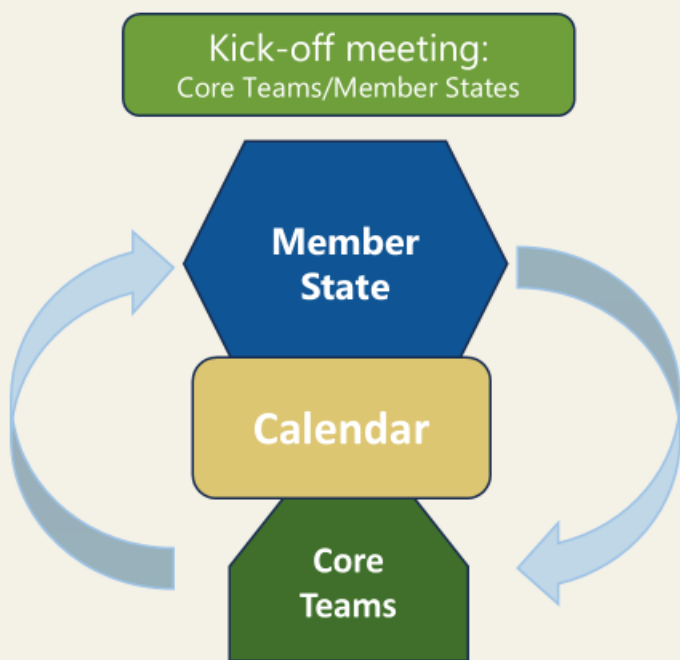 Kick-off meeting:
Core Teams/Member States
Member
State
Calendar
Core
Teams